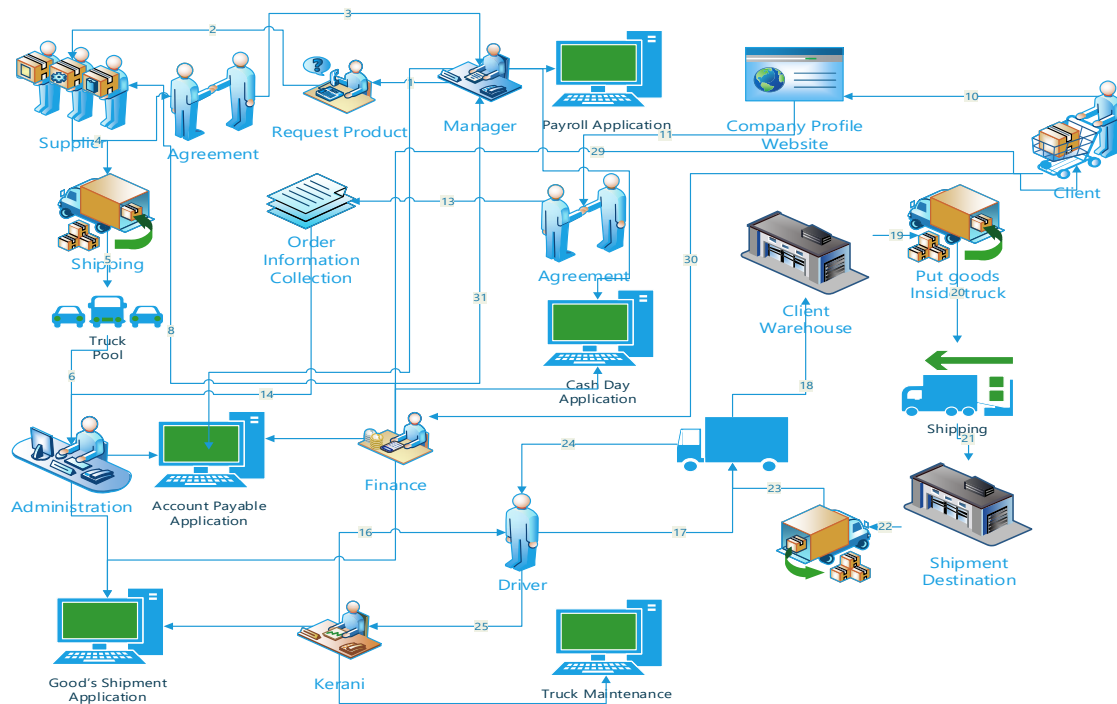 3
2
1
10
Supplier
4
Agreement
Request Product
Manager
Payroll Application
Company Profile
Website
11
29
Client
Shipping
5
13
Order
Information
Collection
Agreement
30
19
Put goods
Inside truck
20
Client
Warehouse
31
8
Truck
Pool
6
14
Cash Day
Application
18
Shipping
21
Administration
Account Payable
Application
Finance
24
23
16
Driver
17
22
Shipment
Destination
25
Good's Shipment
Application
Kerani
Truck Maintenance